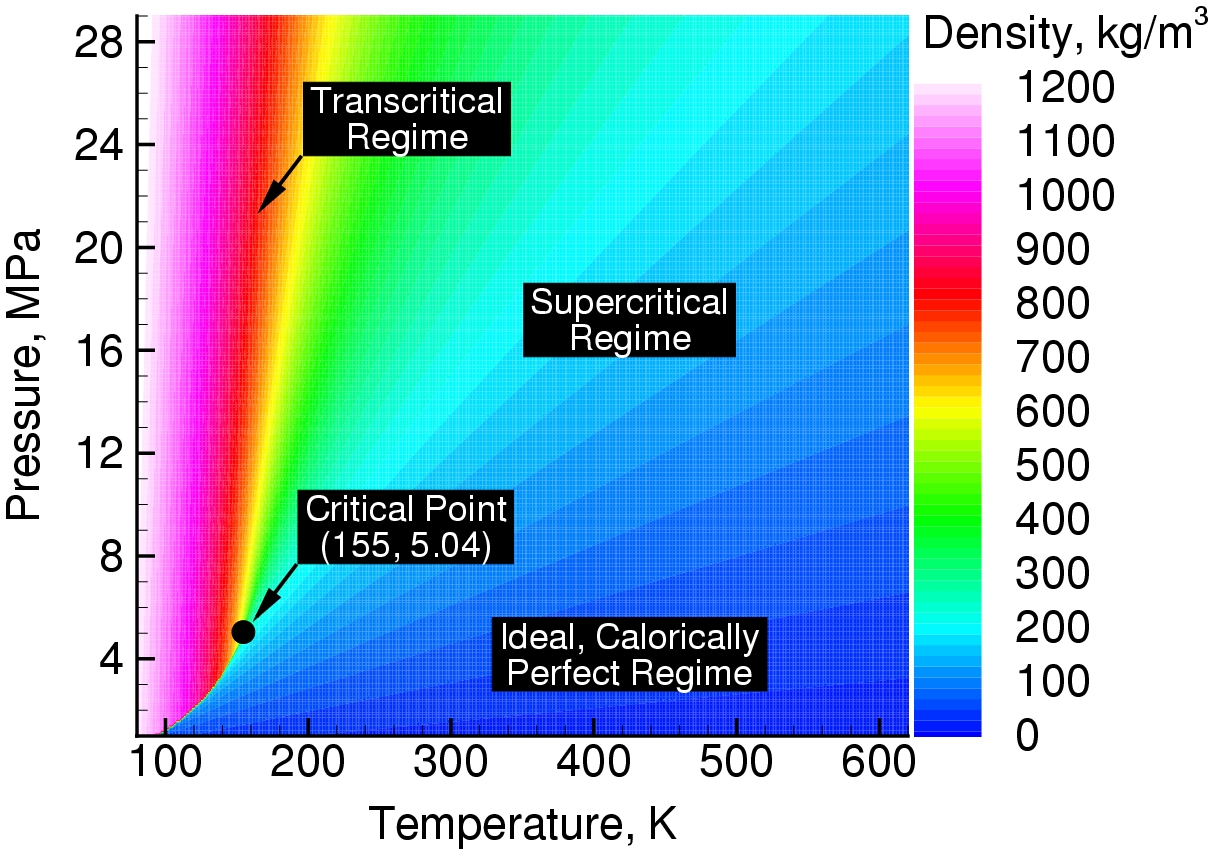 Density, kg/m³
28
24
20
16
12
8
4
Pressure, MPa
Transcritical
Regime
Supercritical
Regime
Critical Point
(155, 5.04)
Ideal, Calorically
Perfect Regime
100
200
300
400
500
600
Temperature, K
1200
1100
1000
900
800
700
600
500
400
300
200
100
0